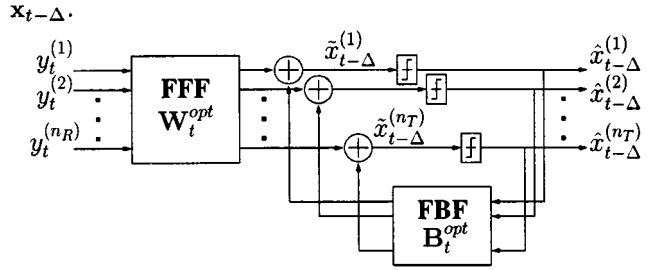 𝐱_{t−Δ}.
x̃_{t−Δ}^{(1)} x̂_{t−Δ}^{(1)}
y_t^{(1)}
FFF
x̂_{t−Δ}^{(2)}
y_t^{(2)}
𝐖_t^{opt}
x̃_{t−Δ}^{(n_T)} x̂_{t−Δ}^{(n_T)}
y_t^{(n_R)}
FBF
𝐁_t^{opt}